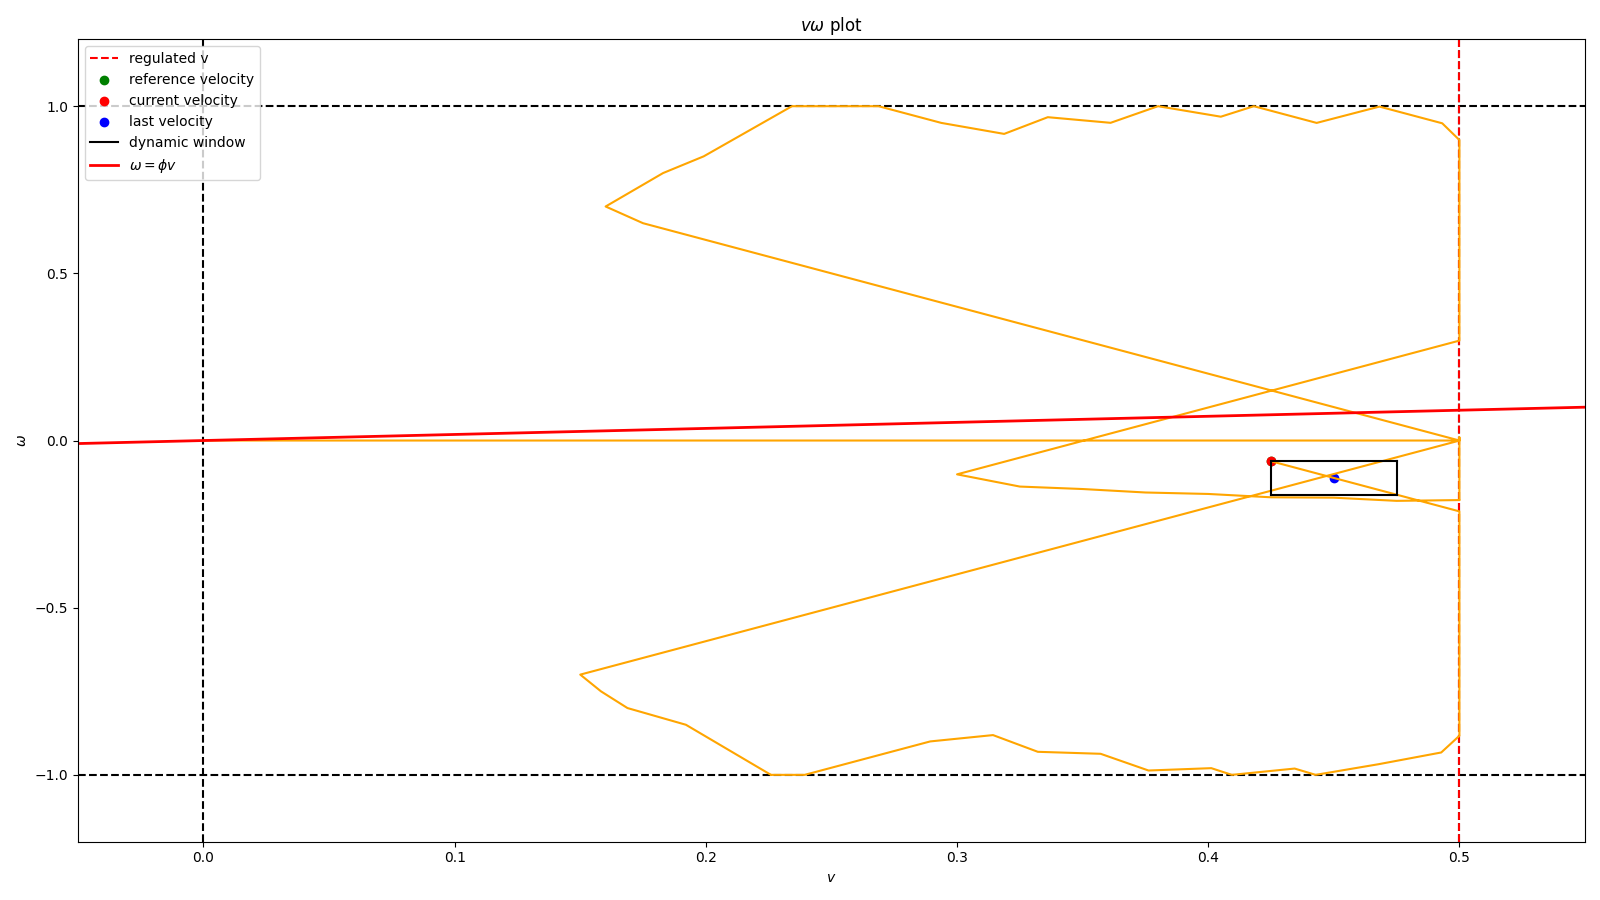 vω plot
regulated v
reference velocity
current velocity
last velocity
dynamic window
ω = ϕv
1.0
0.5
0.0
−0.5
−1.0
ω
0.0 0.1 0.2 0.3 0.4 0.5
v